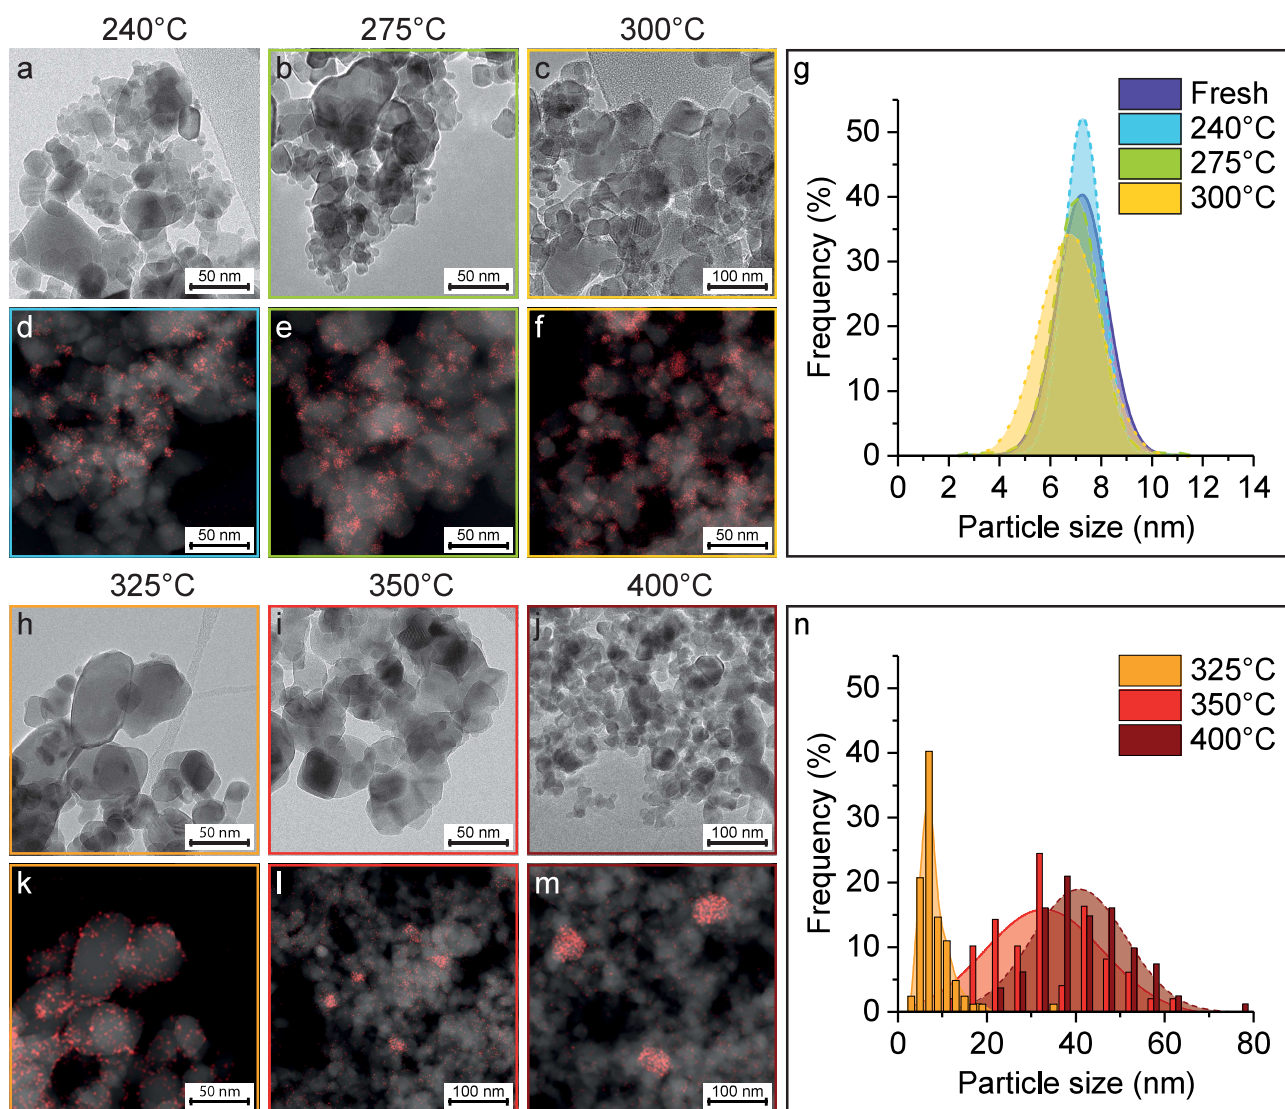 240°C 275°C 300°C
a b c g
50 nm 50 nm 100 nm
d e f
50 nm 50 nm 50 nm
Fresh
240°C
275°C
300°C
Frequency (%)
50
40
30
20
10
0
0 2 4 6 8 10 12 14
Particle size (nm)
325°C 350°C 400°C
h i j n
50 nm 50 nm 100 nm
k l m
50 nm 100 nm 100 nm
325°C
350°C
400°C
Frequency (%)
50
40
30
20
10
0
0 20 40 60 80
Particle size (nm)